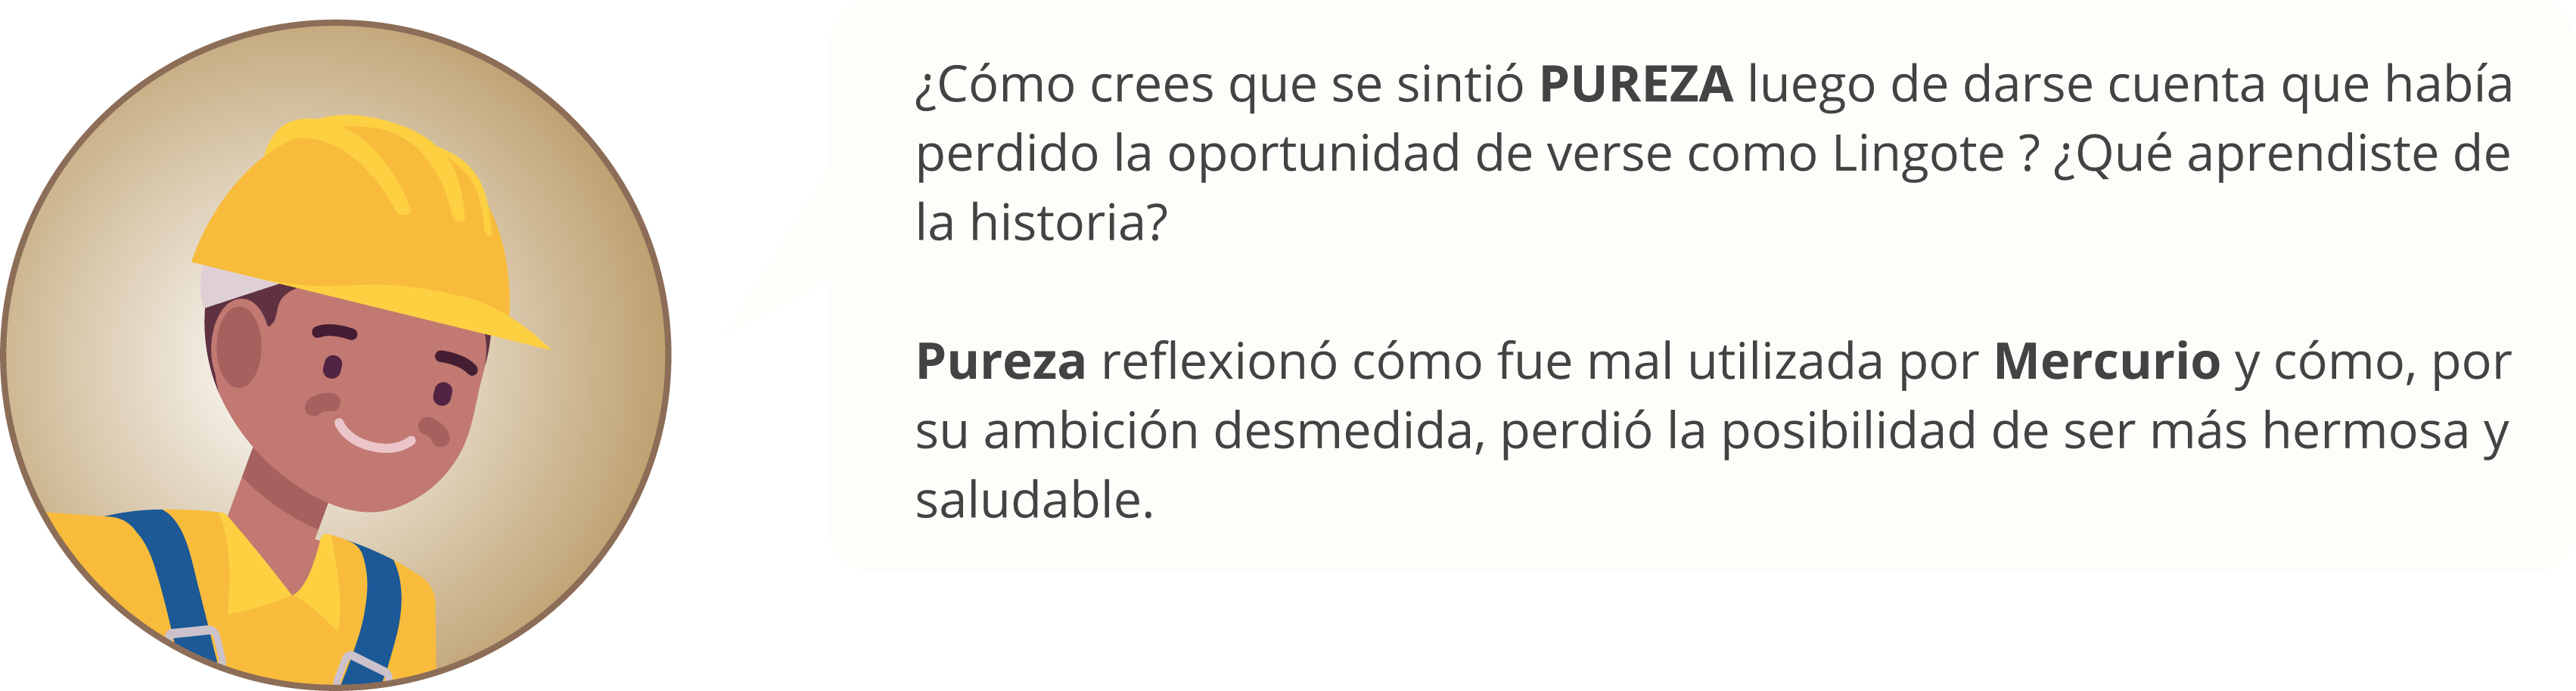 ¿Cómo crees que se sintió PUREZA luego de darse cuenta que había
perdido la oportunidad de verse como Lingote ? ¿Qué aprendiste de
la historia?
Pureza reflexionó cómo fue mal utilizada por Mercurio y cómo, por
su ambición desmedida, perdió la posibilidad de ser más hermosa y
saludable.